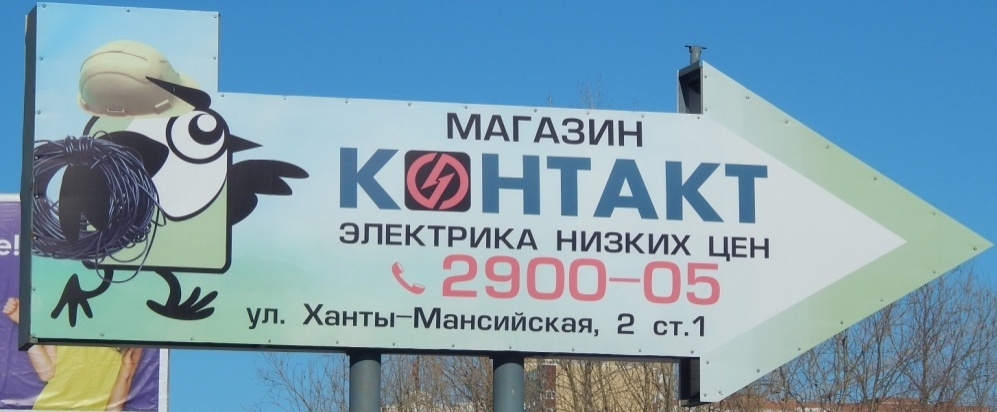 МАГАЗИН
КОНТАКТ
ЭЛЕКТРИКА НИЗКИХ ЦЕН
2900-05
ул. Ханты-Мансийская, 2 ст.1
е!